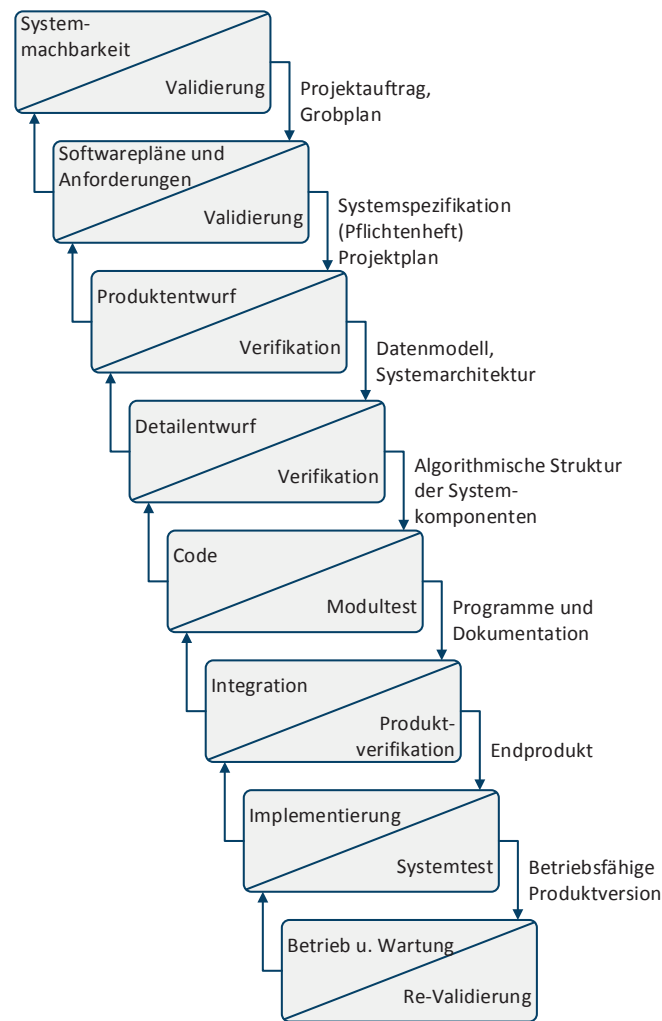 System-
machbarkeit
Validierung
Projektauftrag,
Grobplan
Softwarepläne und
Anforderungen
Validierung
Systemspezifikation
(Pflichtenheft)
Projektplan
Produktentwurf
Verifikation
Datenmodell,
Systemarchitektur
Detailentwurf
Verifikation
Algorithmische Struktur
der System-
komponenten
Code
Modultest
Programme und
Dokumentation
Integration
Produkt-
verifikation
Endprodukt
Implementierung
Systemtest
Betriebsfähige
Produktversion
Betrieb u. Wartung
Re-Validierung